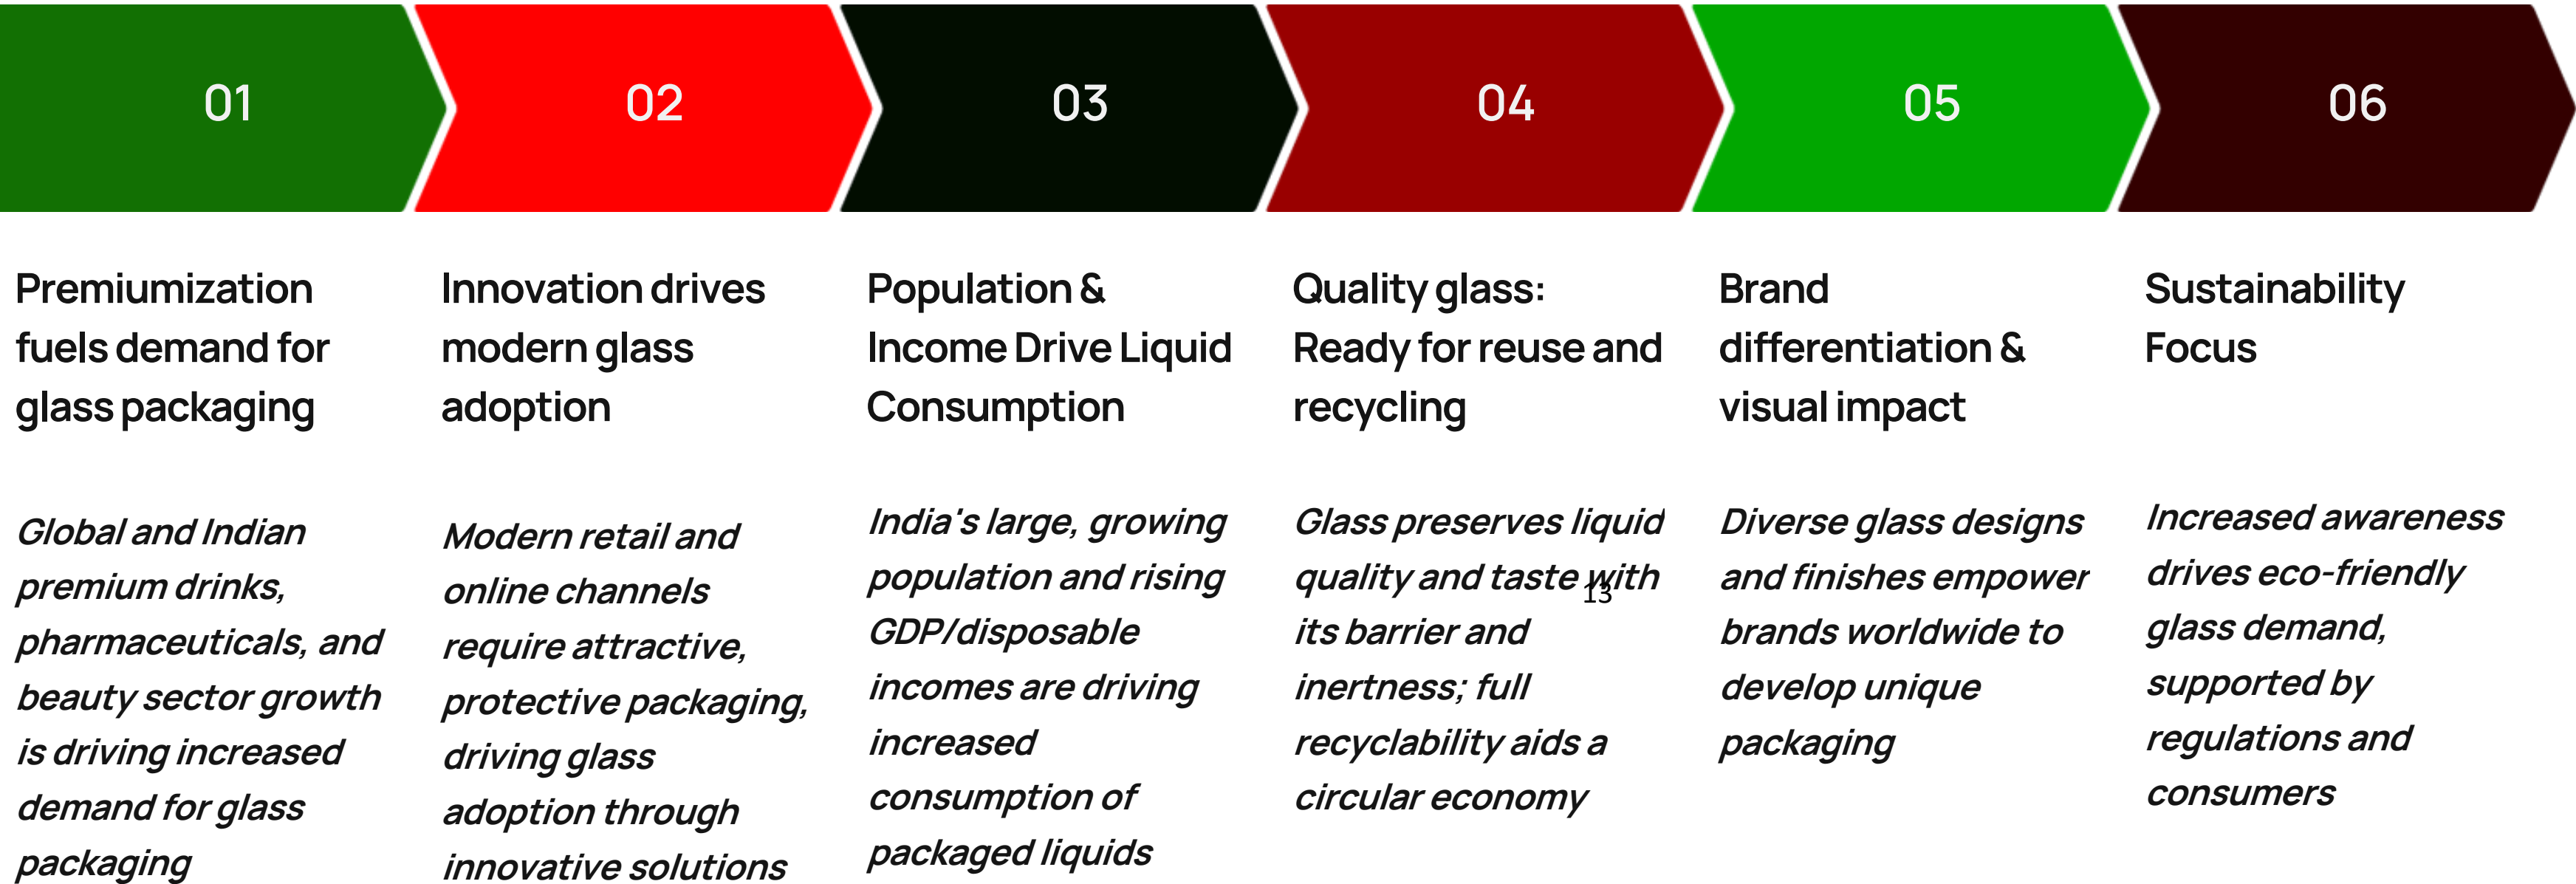 01
02
03
04
05
06
Premiumization
fuels demand for
glass packaging
Global and Indian
premium drinks,
pharmaceuticals, and
beauty sector growth
is driving increased
demand for glass
packaging
Innovation drives
modern glass
adoption
Modern retail and
online channels
require attractive,
protective packaging,
driving glass
adoption through
innovative solutions
Population &
Income Drive Liquid
Consumption
India's large, growing
population and rising
GDP/disposable
incomes are driving
increased
consumption of
packaged liquids
Quality glass:
Ready for reuse and
recycling
Glass preserves liquid
quality and taste with
its barrier and
inertness; full
recyclability aids a
circular economy
13
Brand
differentiation &
visual impact
Diverse glass designs
and finishes empower
brands worldwide to
develop unique
packaging
Sustainability
Focus
Increased awareness
drives eco-friendly
glass demand,
supported by
regulations and
consumers